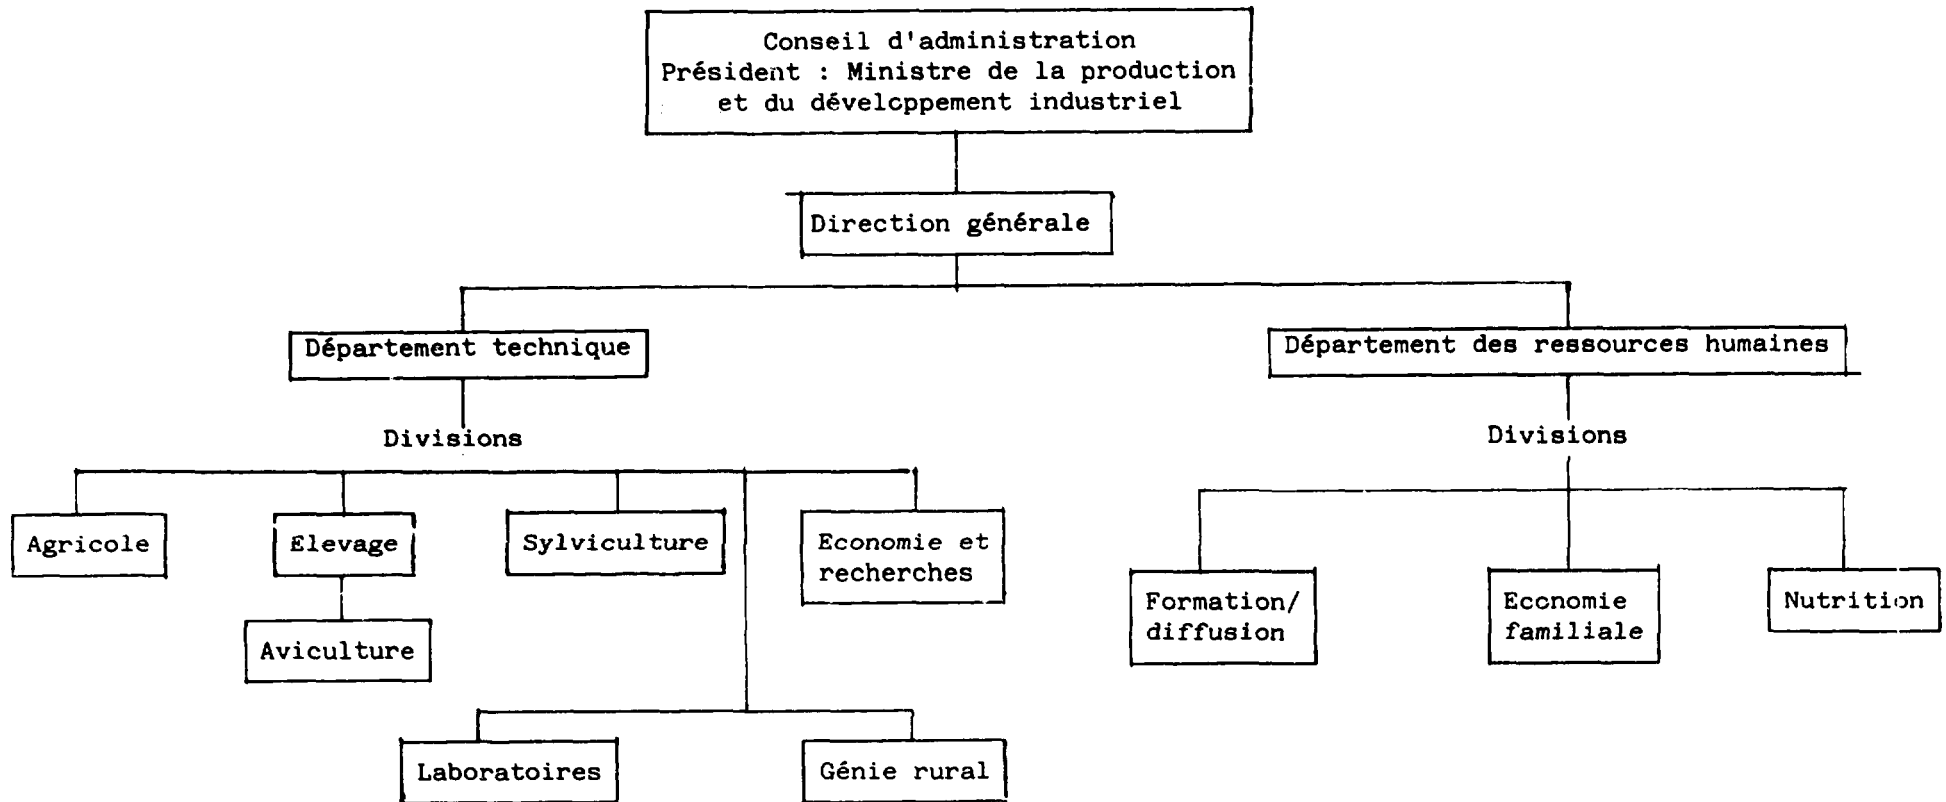 Conseil d'administration
Président : Ministre de la production
et du développement industriel
Direction générale
Département technique
Département des ressources humaines
Divisions
Divisions
Agricole
Elevage
Sylviculture
Economie et
recherches
Formation/
diffusion
Economie
familiale
Nutrition
Aviculture
Laboratoires
Génie rural